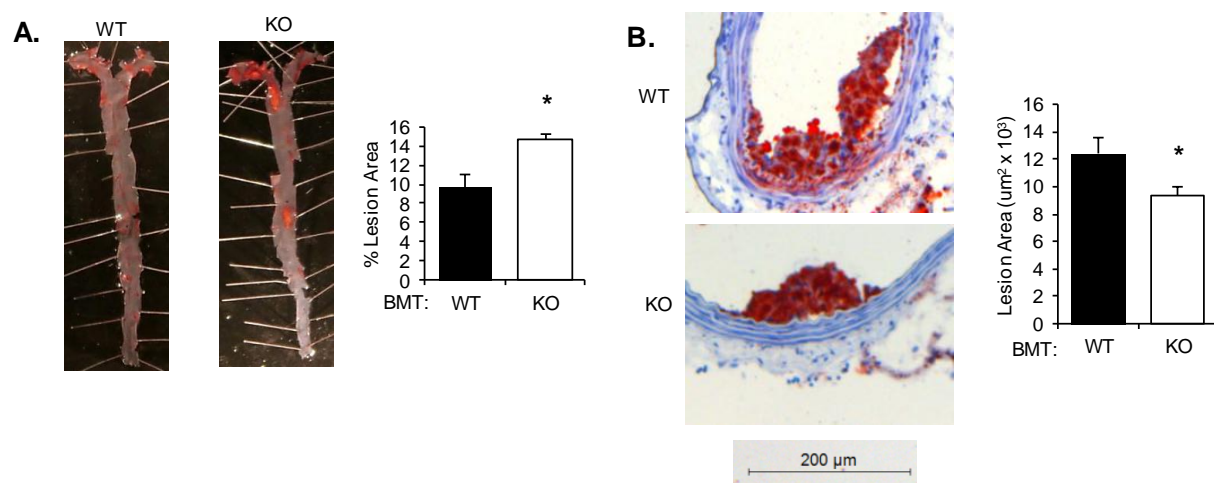 A.
WT
KO
% Lesion Area
16
14
12
10
8
6
4
2
0
*
BMT: WT KO
B.
WT
KO
200 µm
Lesion Area (um² x 10³)
16
14
12
10
8
6
4
2
0
*
BMT: WT KO